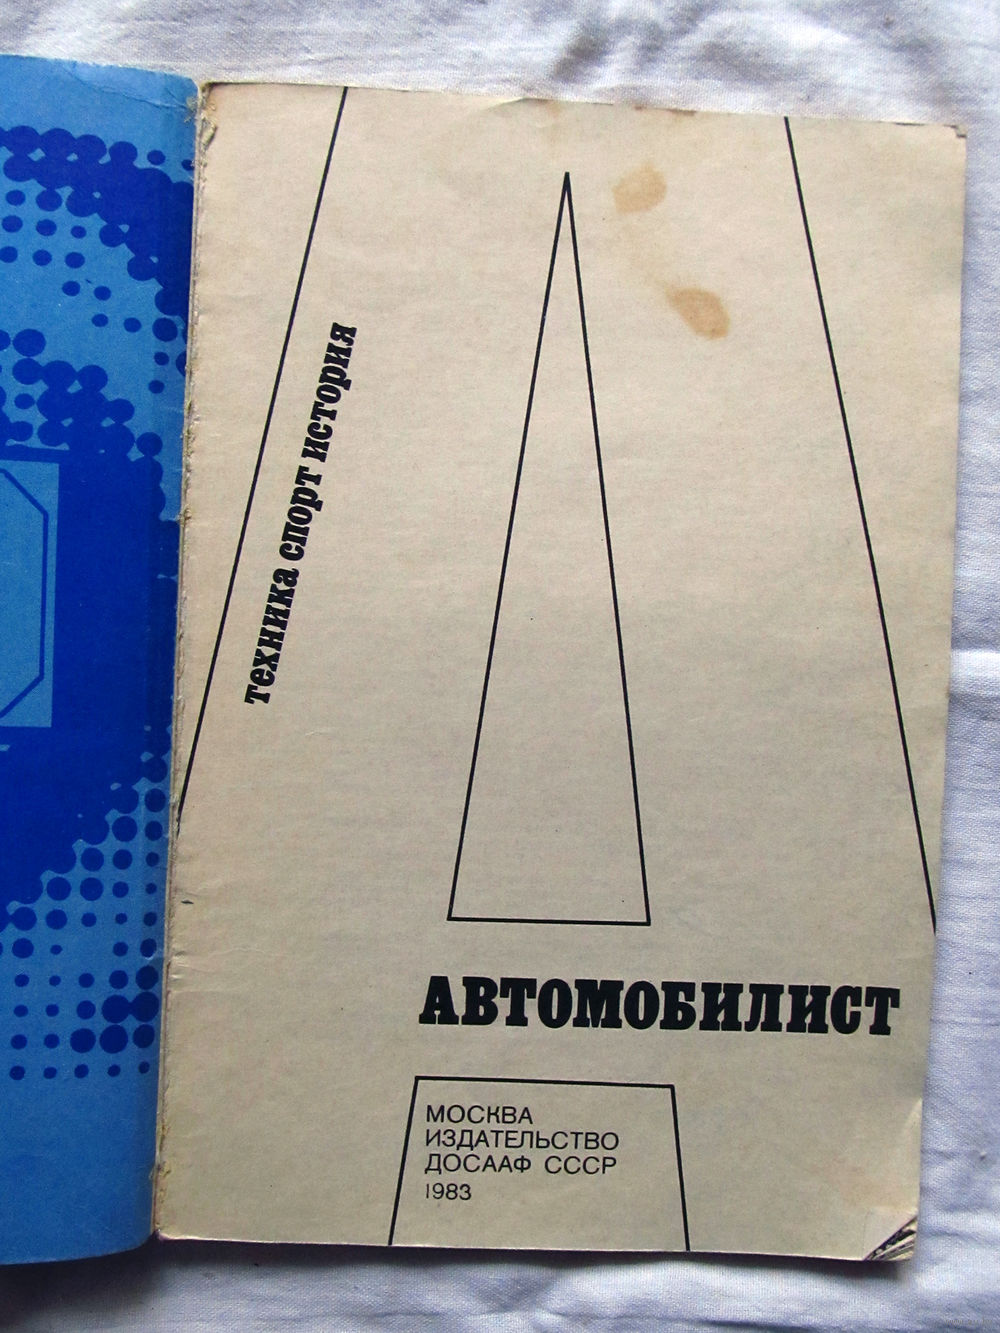 техника спорт история
АВТОМОБИЛИСТ
МОСКВА
ИЗДАТЕЛЬСТВО
ДОСААФ СССР
1983